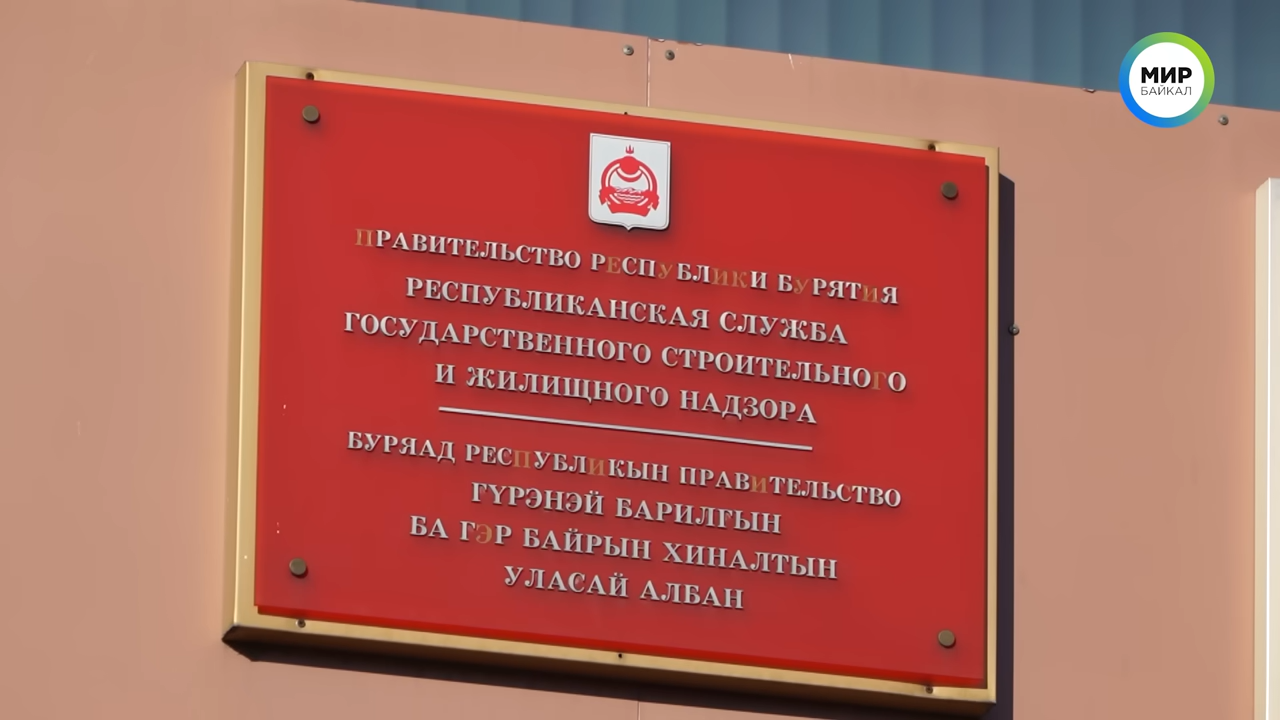 МИР
БАЙКАЛ
ПРАВИТЕЛЬСТВО РЕСПУБЛИКИ БУРЯТИЯ
РЕСПУБЛИКАНСКАЯ СЛУЖБА
ГОСУДАРСТВЕННОГО СТРОИТЕЛЬНОГО
И ЖИЛИЩНОГО НАДЗОРА
БУРЯАД РЕСПУБЛИКЫН ПРАВИТЕЛЬСТВО
ГҮРЭНЭЙ БАРИЛГЫН
БА ГЭР БАЙРЫН ХИНАЛТЫН
УЛАСАЙ АЛБАН